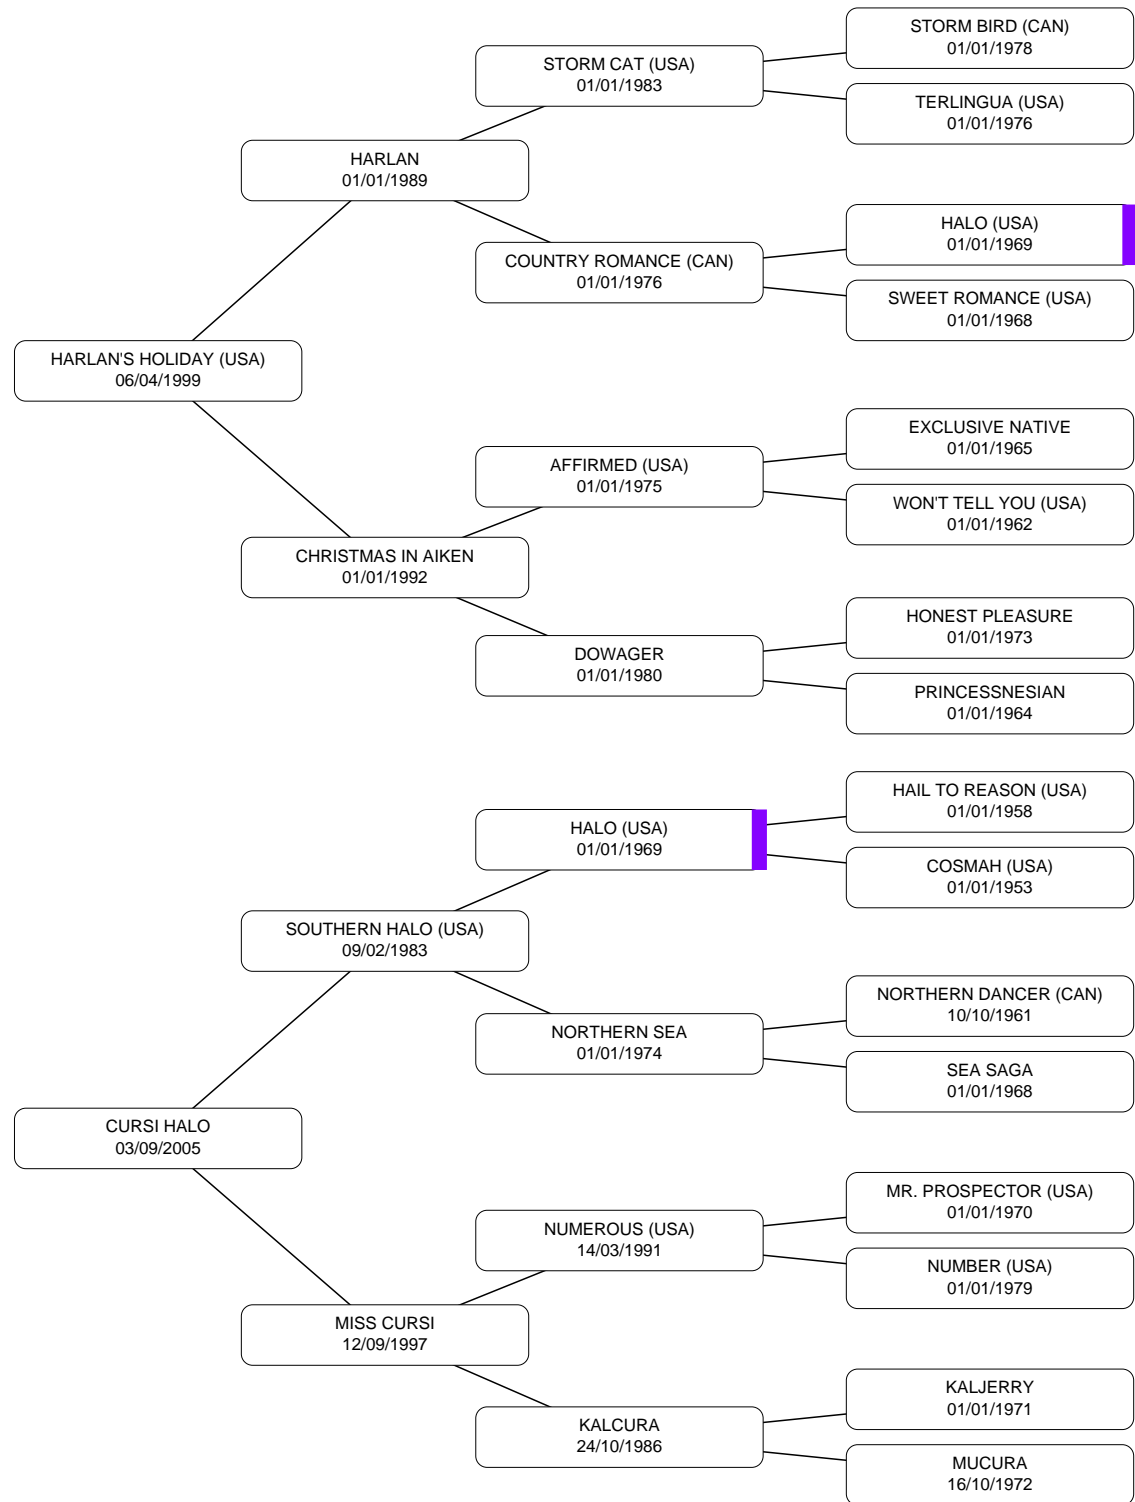 STORM BIRD (CAN)
01/01/1978
STORM CAT (USA)
01/01/1983
TERLINGUA (USA)
01/01/1976
HARLAN
01/01/1989
HALO (USA)
01/01/1969
COUNTRY ROMANCE (CAN)
01/01/1976
SWEET ROMANCE (USA)
01/01/1968
HARLAN'S HOLIDAY (USA)
06/04/1999
EXCLUSIVE NATIVE
01/01/1965
AFFIRMED (USA)
01/01/1975
WON'T TELL YOU (USA)
01/01/1962
CHRISTMAS IN AIKEN
01/01/1992
HONEST PLEASURE
01/01/1973
DOWAGER
01/01/1980
PRINCESSNESIAN
01/01/1964
HAIL TO REASON (USA)
01/01/1958
HALO (USA)
01/01/1969
COSMAH (USA)
01/01/1953
SOUTHERN HALO (USA)
09/02/1983
NORTHERN DANCER (CAN)
10/10/1961
NORTHERN SEA
01/01/1974
SEA SAGA
01/01/1968
CURSI HALO
03/09/2005
MR. PROSPECTOR (USA)
01/01/1970
NUMEROUS (USA)
14/03/1991
NUMBER (USA)
01/01/1979
MISS CURSI
12/09/1997
KALJERRY
01/01/1971
KALCURA
24/10/1986
MUCURA
16/10/1972